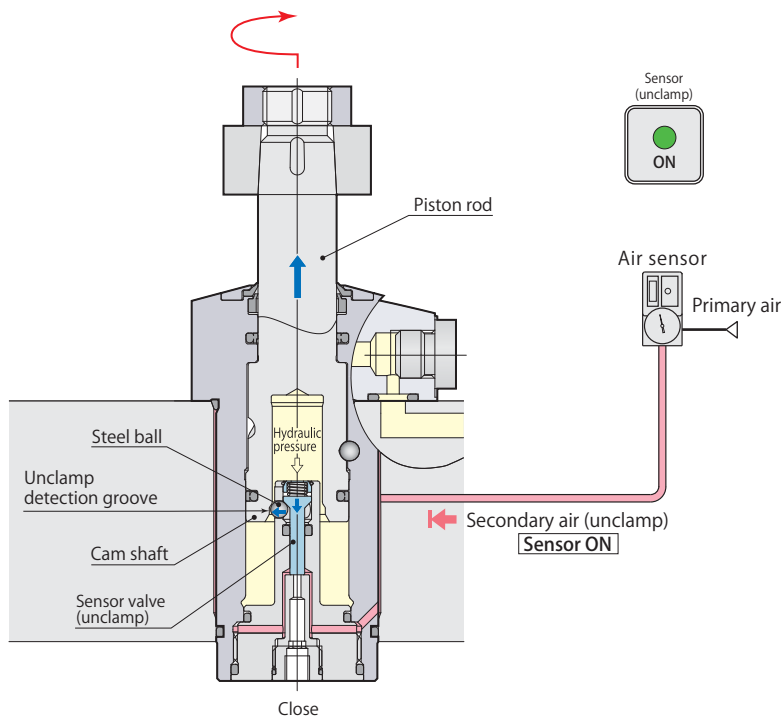 Sensor
(unclamp)
ON
Piston rod
Air sensor
Primary air
Steel ball
Hydraulic
pressure
Unclamp
detection groove
Secondary air (unclamp)
Sensor ON
Cam shaft
Sensor valve
(unclamp)
Close